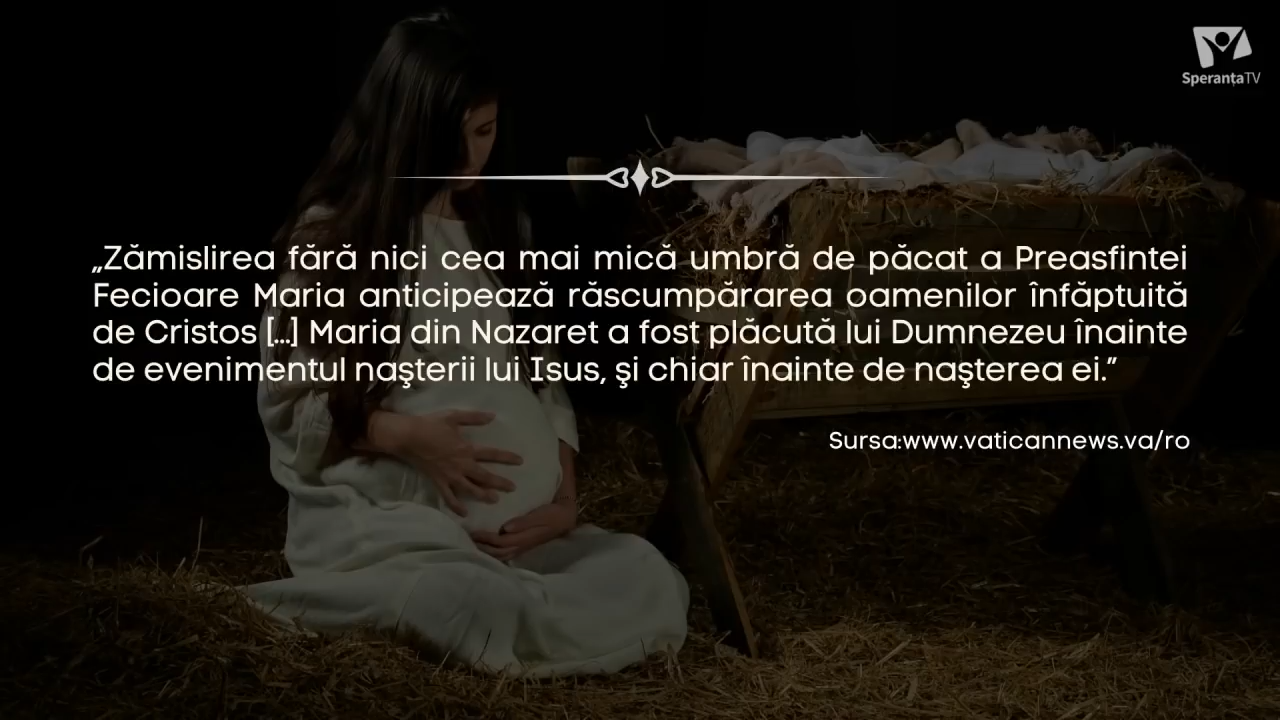 SperanțaTV
„Zămislirea fără nici cea mai mică umbră de păcat a Preasfintei
Fecioare Maria anticipează răscumpărarea oamenilor înfăptuită
de Cristos [...] Maria din Nazaret a fost plăcută lui Dumnezeu înainte
de evenimentul naşterii lui Isus, şi chiar înainte de naşterea ei.”
Sursa:www.vaticannews.va/ro